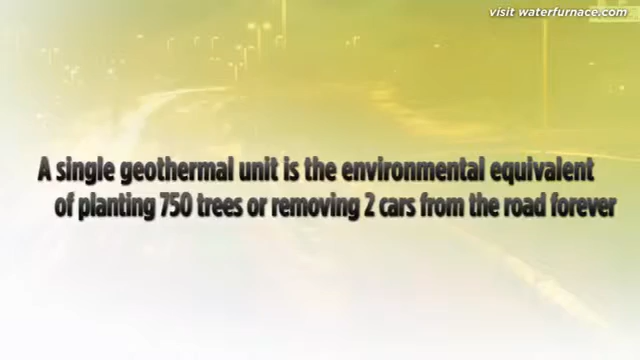 visit waterfurnace.com
A single geothermal unit is the environmental equivalent
of planting 750 trees or removing 2 cars from the road forever